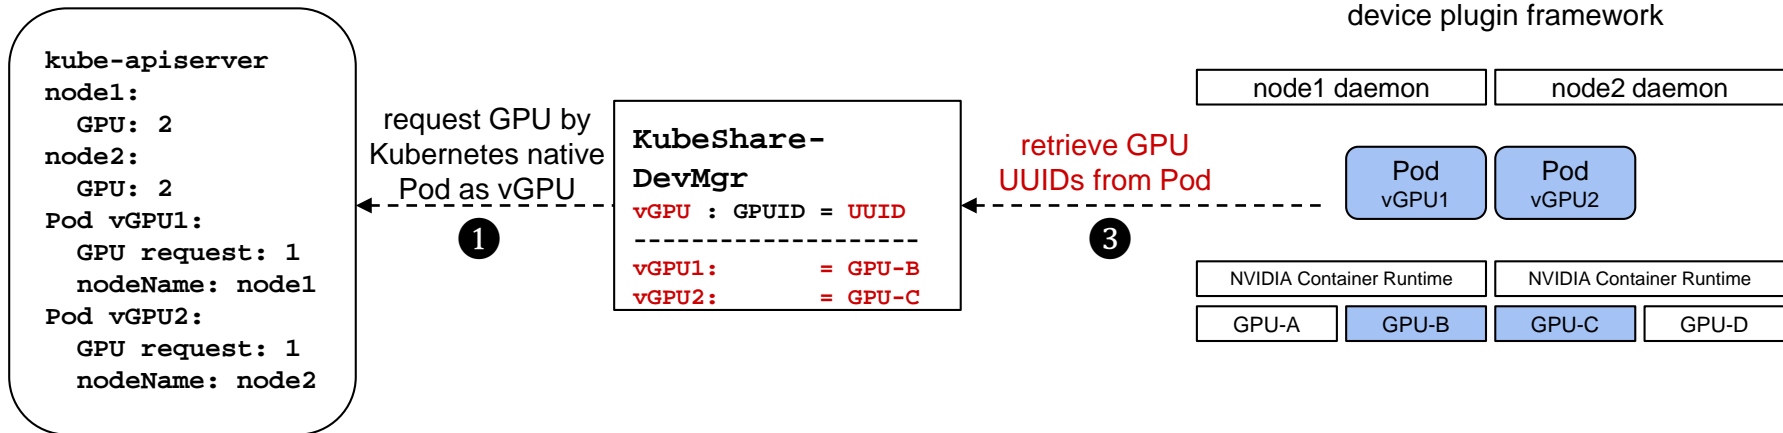 kube-apiserver
node1:
GPU: 2
node2:
GPU: 2
Pod vGPU1:
GPU request: 1
nodeName: node1
Pod vGPU2:
GPU request: 1
nodeName: node2
request GPU by
Kubernetes native
Pod as vGPU
❶
KubeShare-
DevMgr
vGPU : GPUID = UUID
--------------------
vGPU1: = GPU-B
vGPU2: = GPU-C
retrieve GPU
UUIDs from Pod
❸
device plugin framework
node1 daemon node2 daemon
Pod Pod
vGPU1 vGPU2
NVIDIA Container Runtime NVIDIA Container Runtime
GPU-A GPU-B GPU-C GPU-D